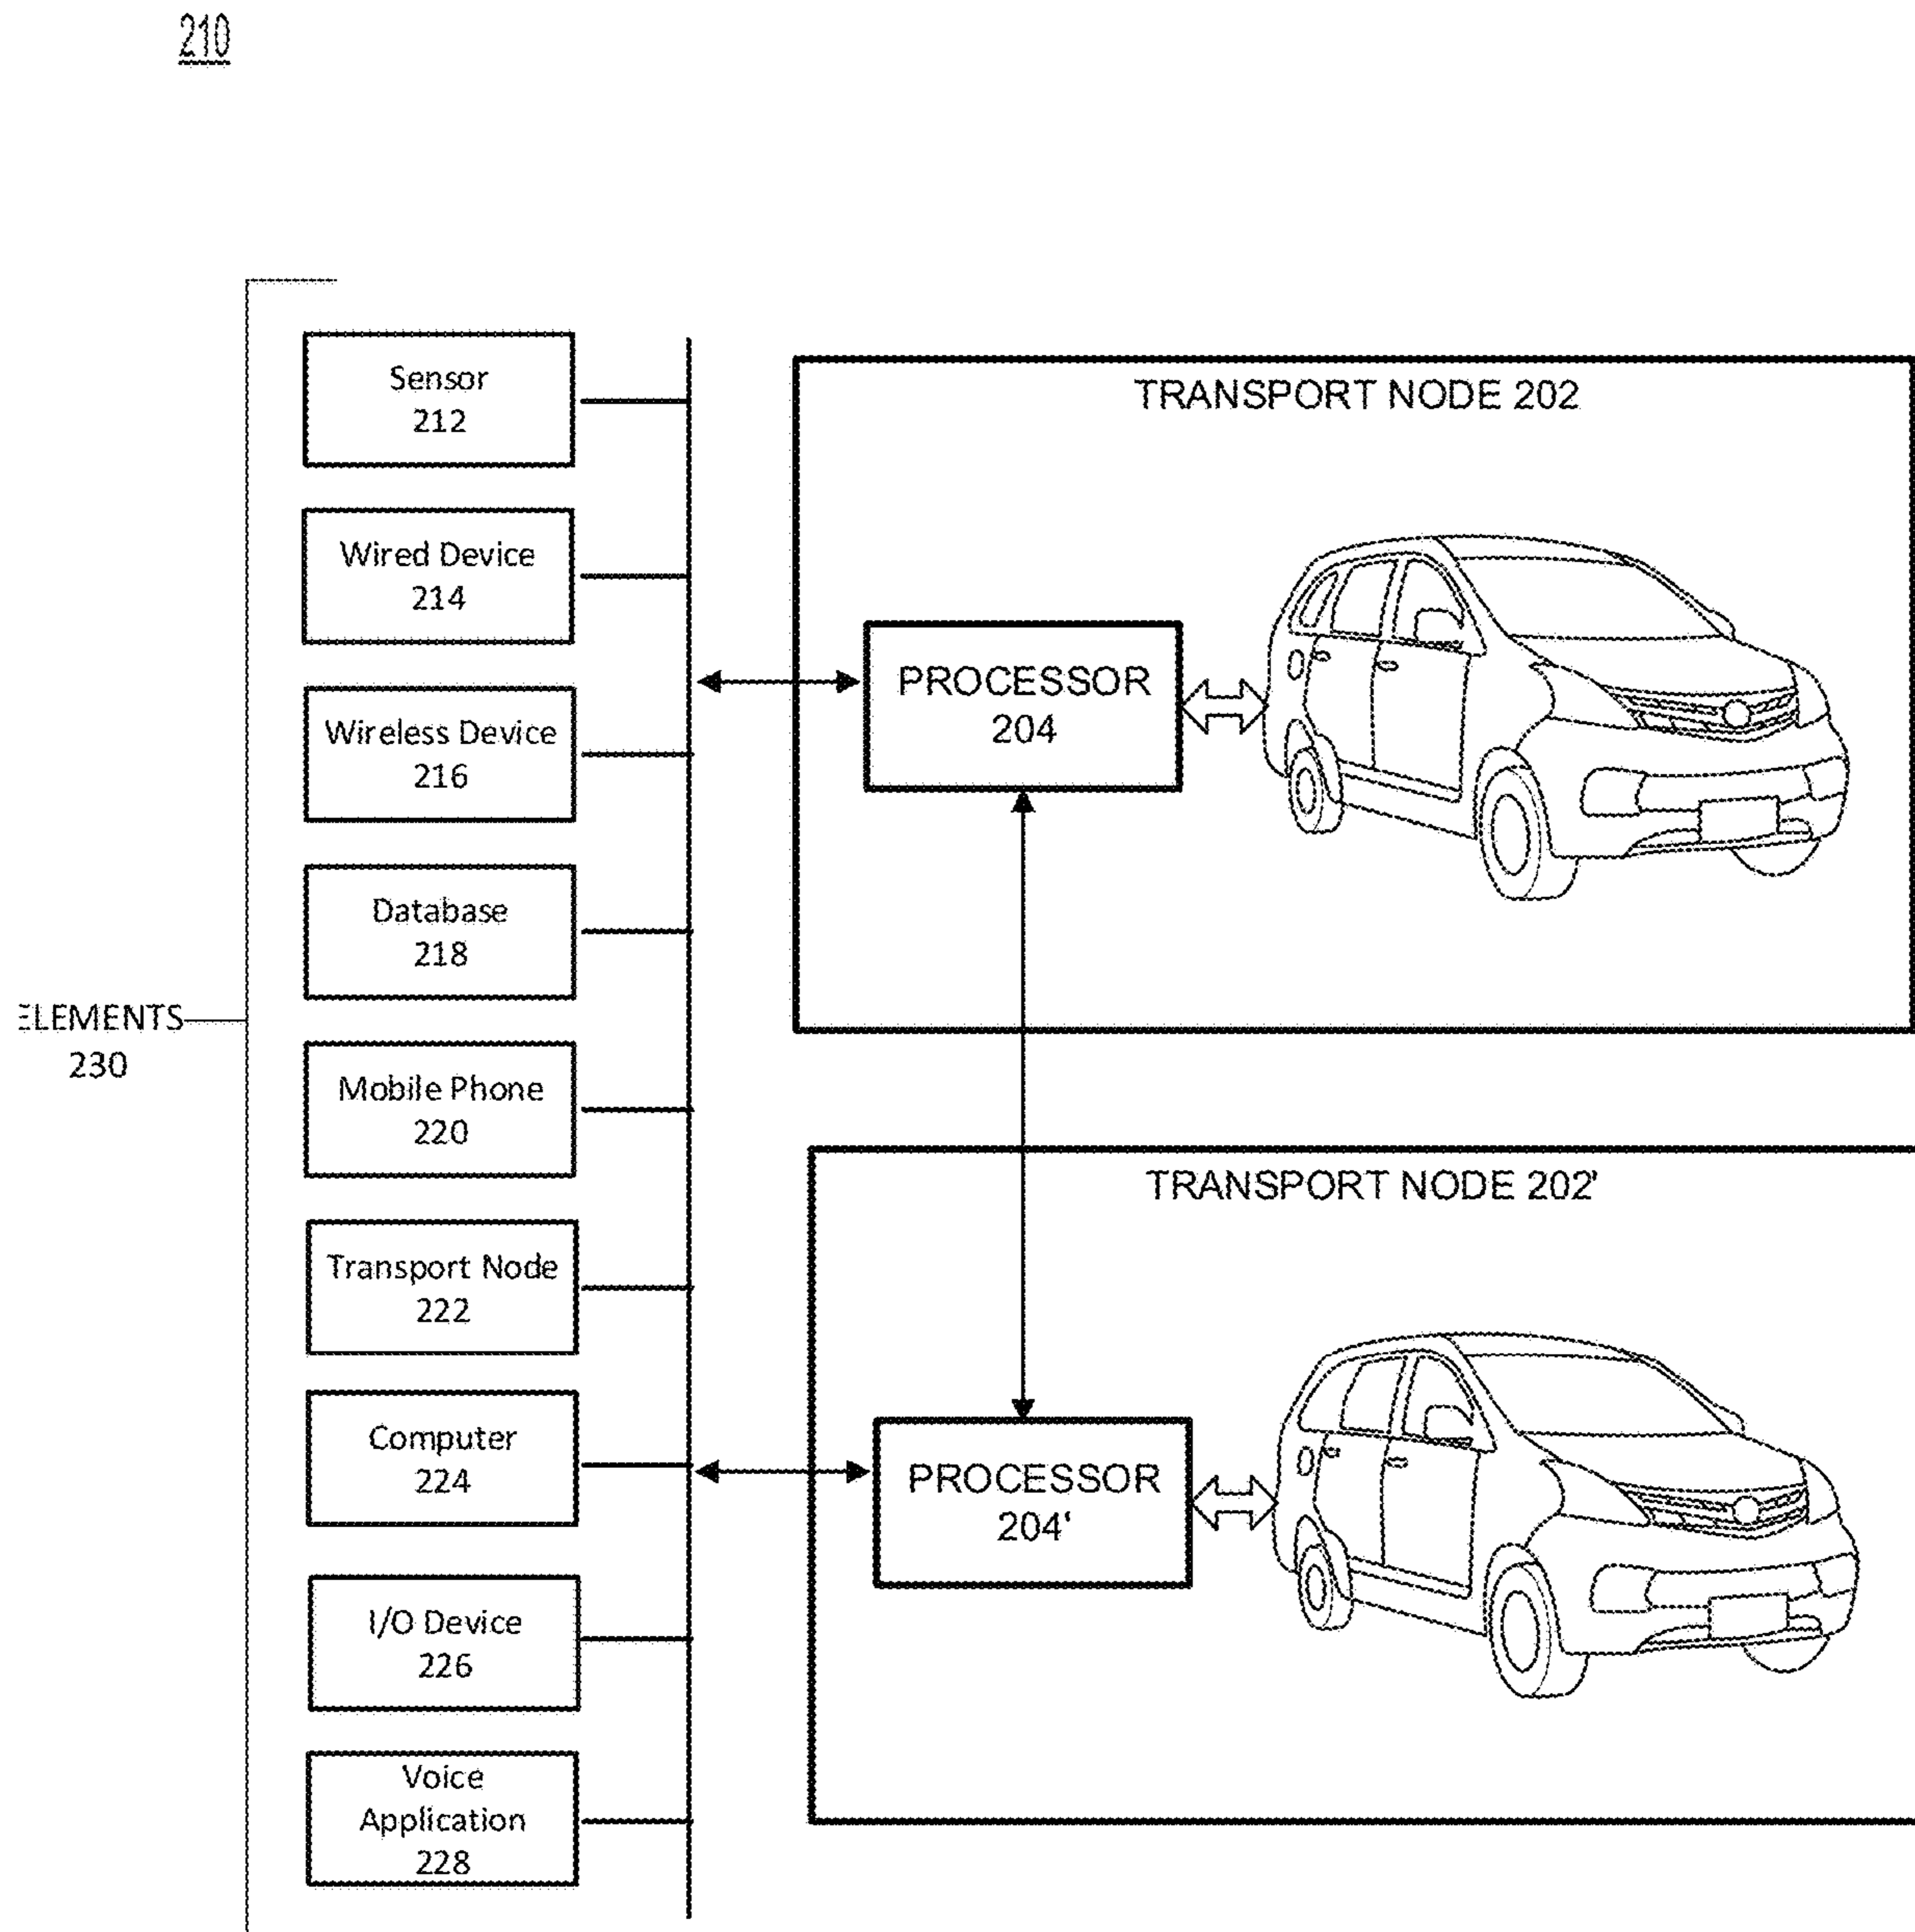 210
Sensor
212
Wired Device
214
Wireless Device
216
Database
218
ELEMENTS
230
Mobile Phone
220
Transport Node
222
Computer
224
I/O Device
226
Voice
Application
228
TRANSPORT NODE 202
PROCESSOR
204
TRANSPORT NODE 202'
PROCESSOR
204‘